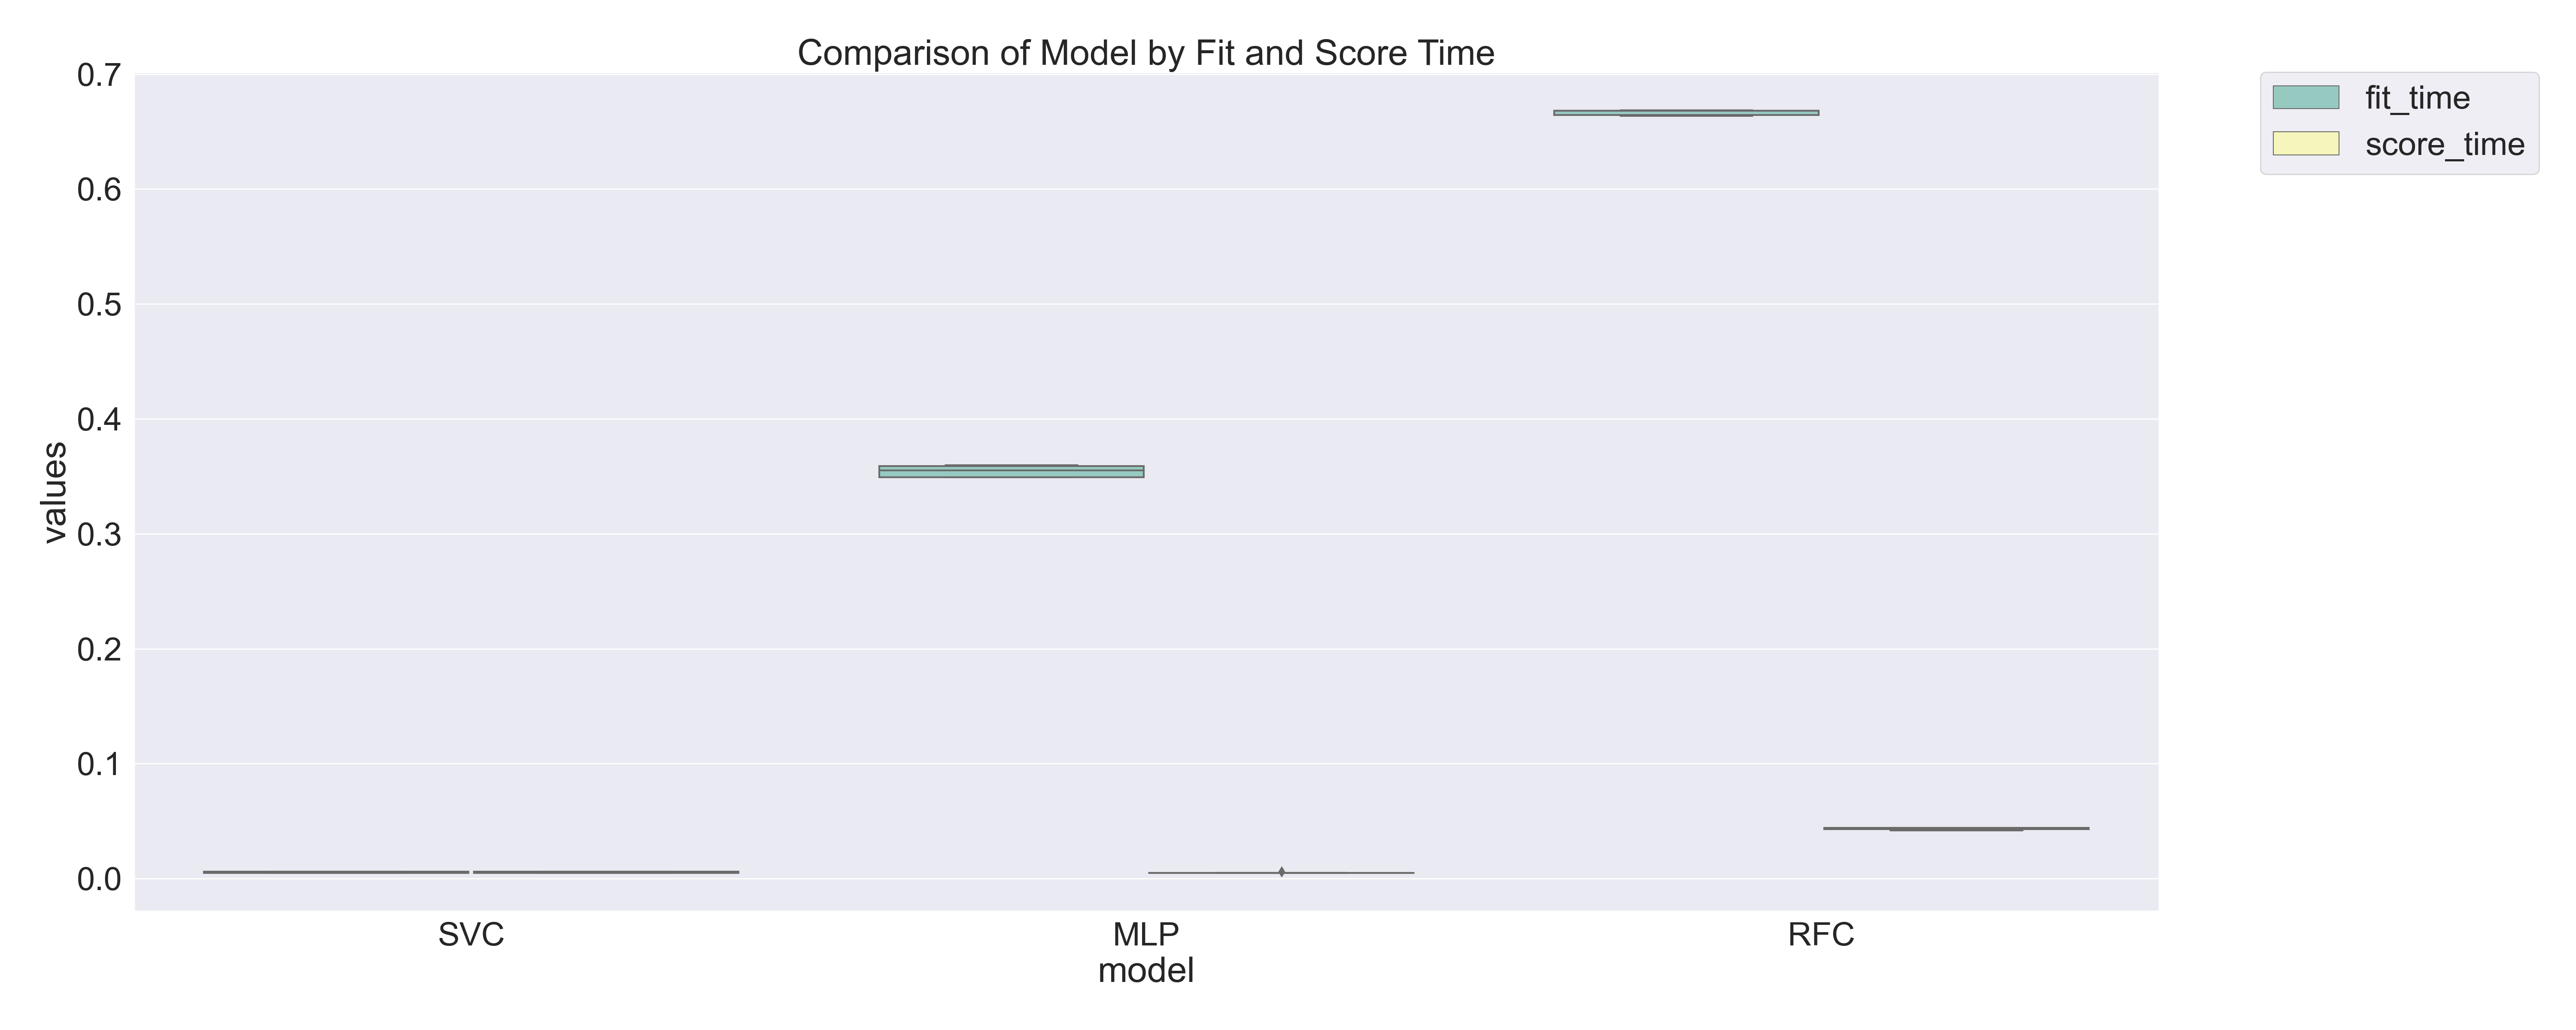 Comparison of Model by Fit and Score Time
fit_time
score_time
values
0.7
0.6
0.5
0.4
0.3
0.2
0.1
0.0
SVC
MLP
RFC
model